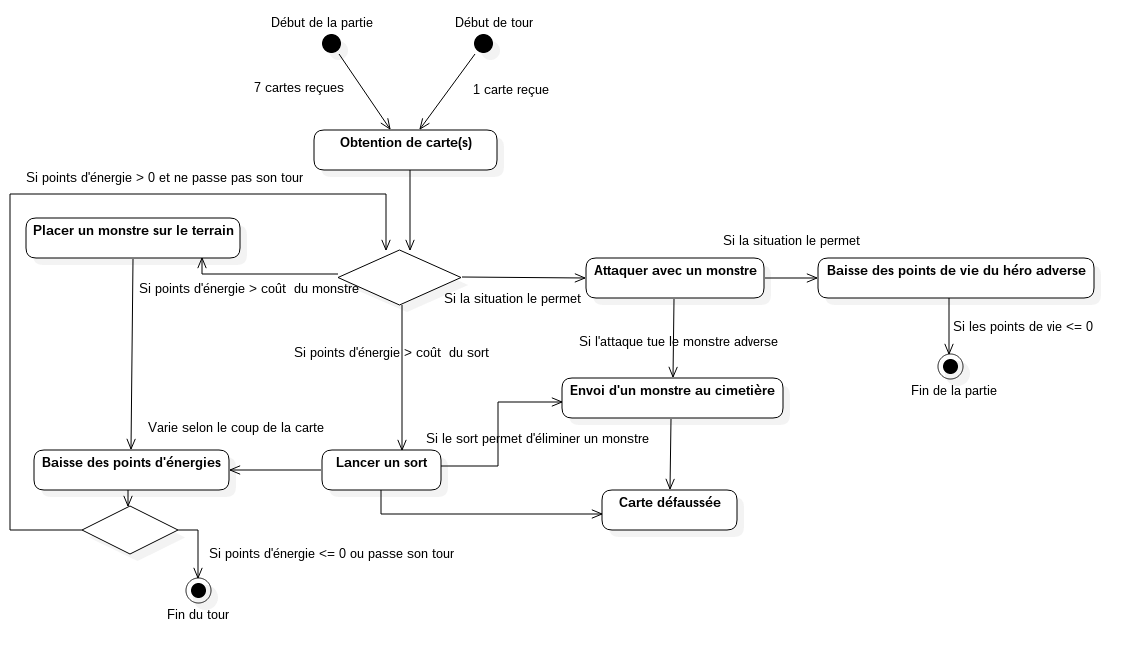 Début de la partie
Début de tour
7 cartes reçues
1 carte reçue
Obtention de carte(s)
Si points d'énergie > 0 et ne passe pas son tour
Placer un monstre sur le terrain
Si la situation le permet
Attaquer avec un monstre
Baisse des points de vie du héro adverse
Si points d'énergie > coût  du monstre
Si la situation le permet
Si les points de vie <= 0
Si l'attaque tue le monstre adverse
Si points d'énergie > coût  du sort
Envoi d'un monstre au cimetière
Fin de la partie
Varie selon le coup de la carte
Si le sort permet d'éliminer un monstre
Baisse des points d'énergies
Lancer un sort
Carte défaussée
Si points d'énergie <= 0 ou passe son tour
Fin du tour